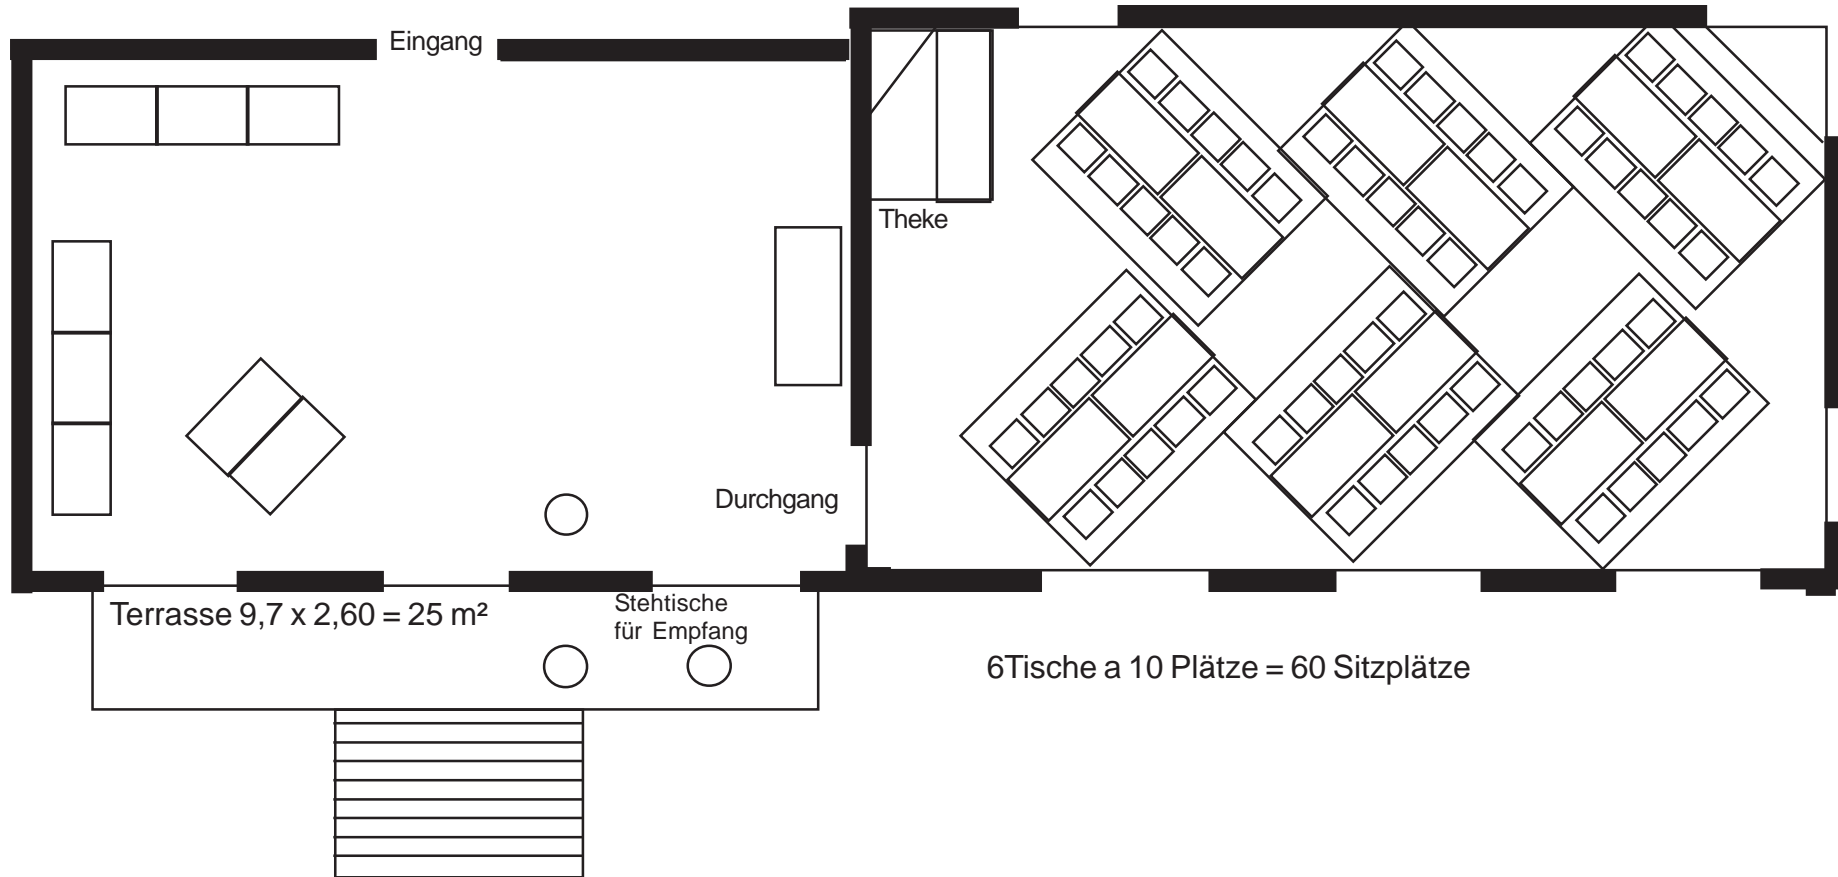 Eingang
Theke
Durchgang
Terrasse 9,7 x 2,60 = 25 m²
Stehtische
für Empfang
6Tische a 10 Plätze = 60 Sitzplätze